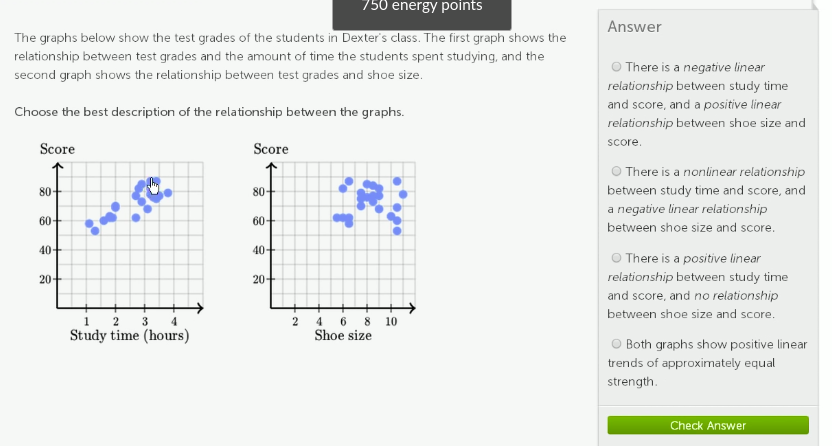 750 energy points
The graphs below show the test grades of the students in Dexter's class. The first graph shows the
relationship between test grades and the amount of time the students spent studying, and the
second graph shows the relationship between test grades and shoe size.
Choose the best description of the relationship between the graphs.
Score
80
60
40
20
1 2 3 4
Study time (hours)
Score
80
60
40
20
2 4 6 8 10
Shoe size
Answer
There is a negative linear
relationship between study time
and score, and a positive linear
relationship between shoe size and
score.
There is a nonlinear relationship
between study time and score, and
a negative linear relationship
between shoe size and score.
There is a positive linear
relationship between study time
and score, and no relationship
between shoe size and score.
Both graphs show positive linear
trends of approximately equal
strength.
Check Answer